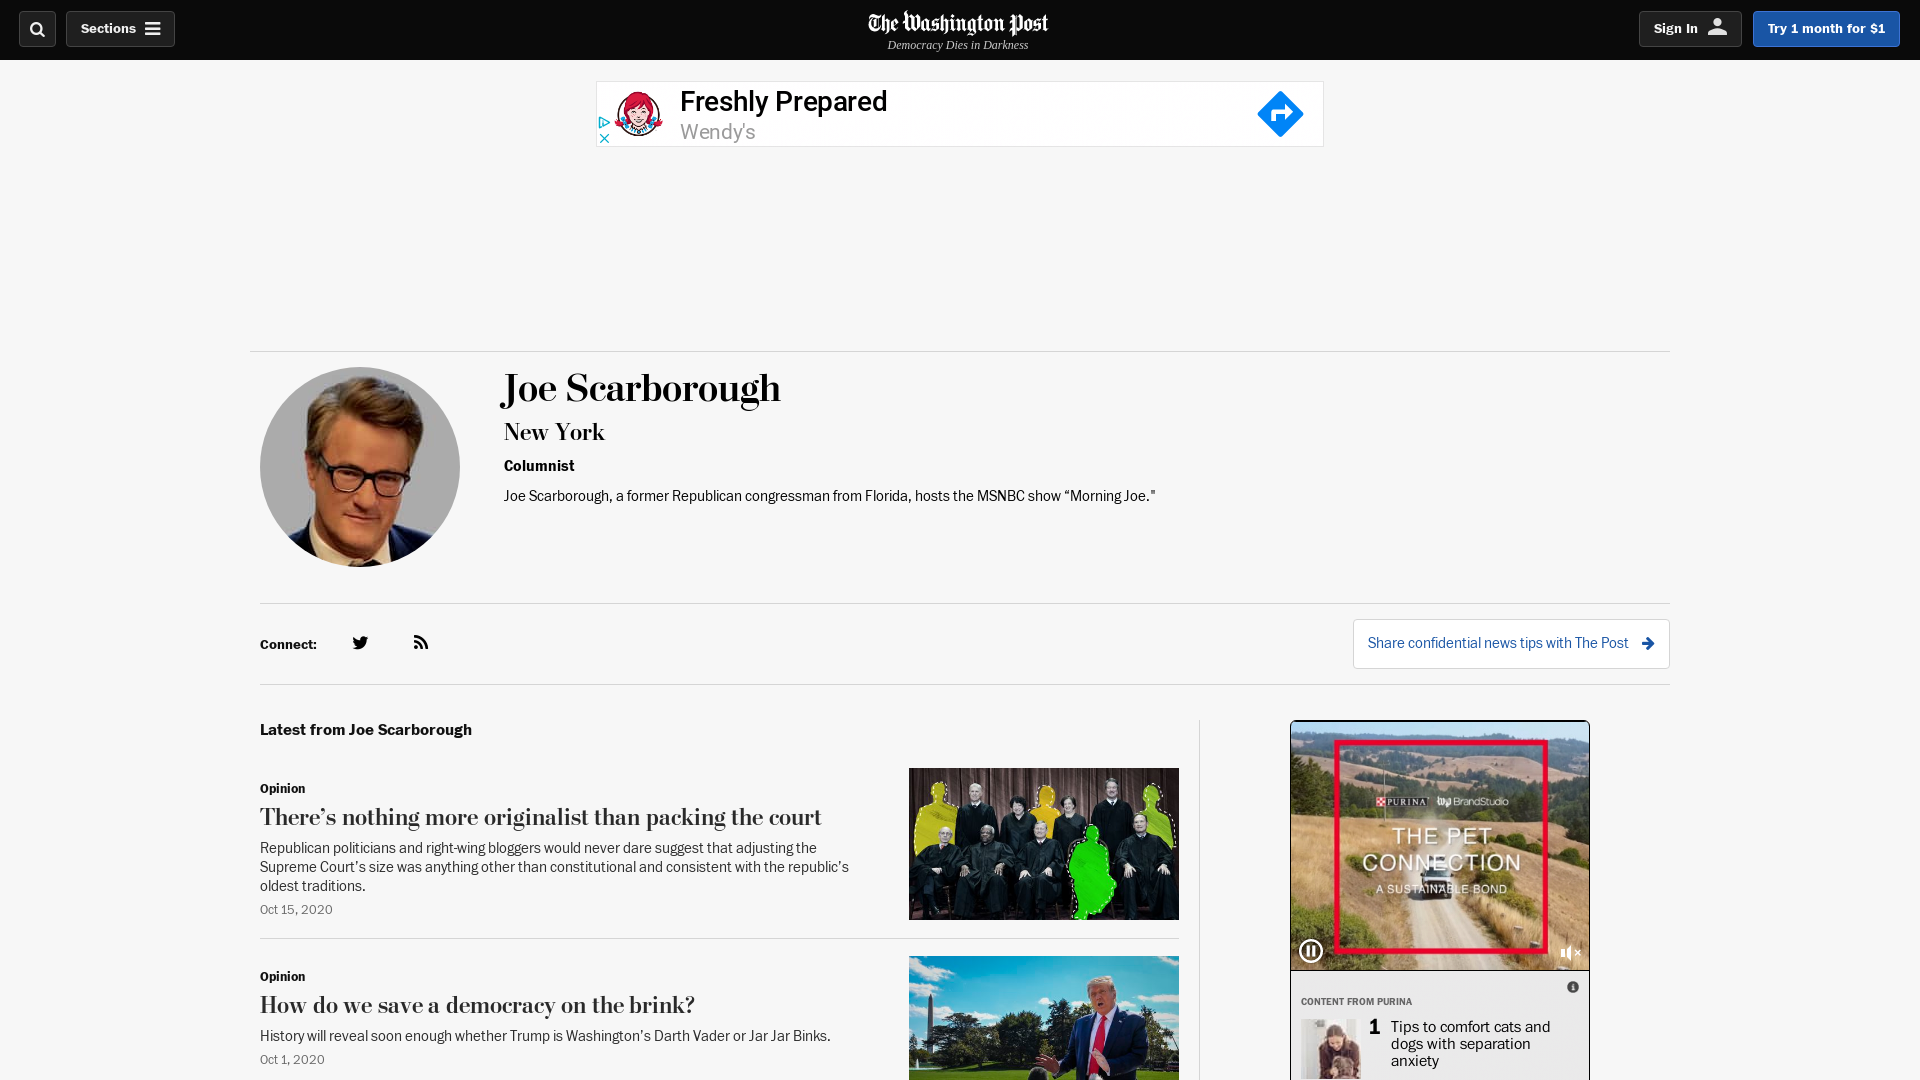 Sections
The Washington Post
Democracy Dies in Darkness
Sign In
Try 1 month for $1
Freshly Prepared
Wendy's
Joe Scarborough
New York
Columnist
Joe Scarborough, a former Republican congressman from Florida, hosts the MSNBC show “Morning Joe."
Connect:
Share confidential news tips with The Post
Latest from Joe Scarborough
Opinion
There’s nothing more originalist than packing the court
Republican politicians and right-wing bloggers would never dare suggest that adjusting the
Supreme Court’s size was anything other than constitutional and consistent with the republic’s
oldest traditions.
Oct 15, 2020
Opinion
How do we save a democracy on the brink?
History will reveal soon enough whether Trump is Washington’s Darth Vader or Jar Jar Binks.
Oct 1, 2020
PURINA wp BrandStudio
THE PET
CONNECTION
A SUSTAINABLE BOND
CONTENT FROM PURINA
1 Tips to comfort cats and
dogs with separation
anxiety